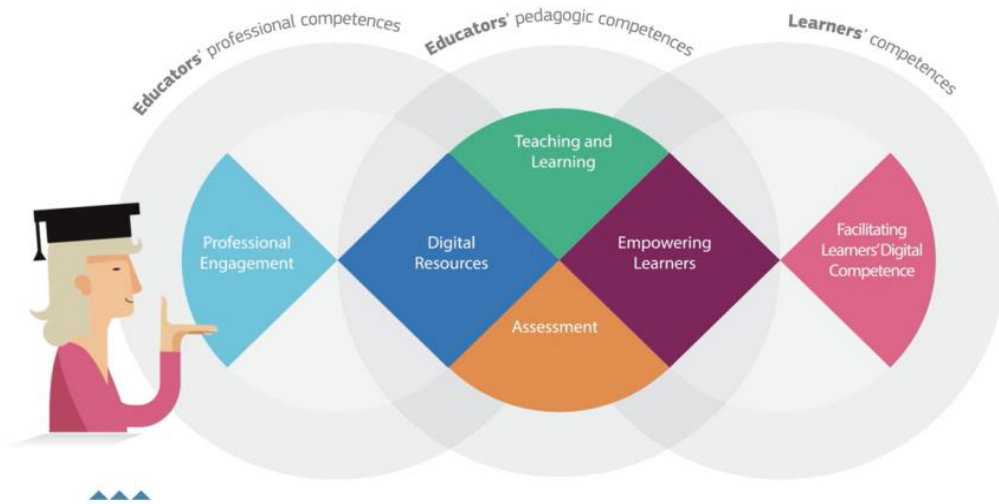 Educators' professional competences
Educators' pedagogic competences
Learners' competences
Teaching and
Learning
Professional
Engagement
Digital
Resources
Empowering
Learners
Facilitating
Learners' Digital
Competence
Assessment